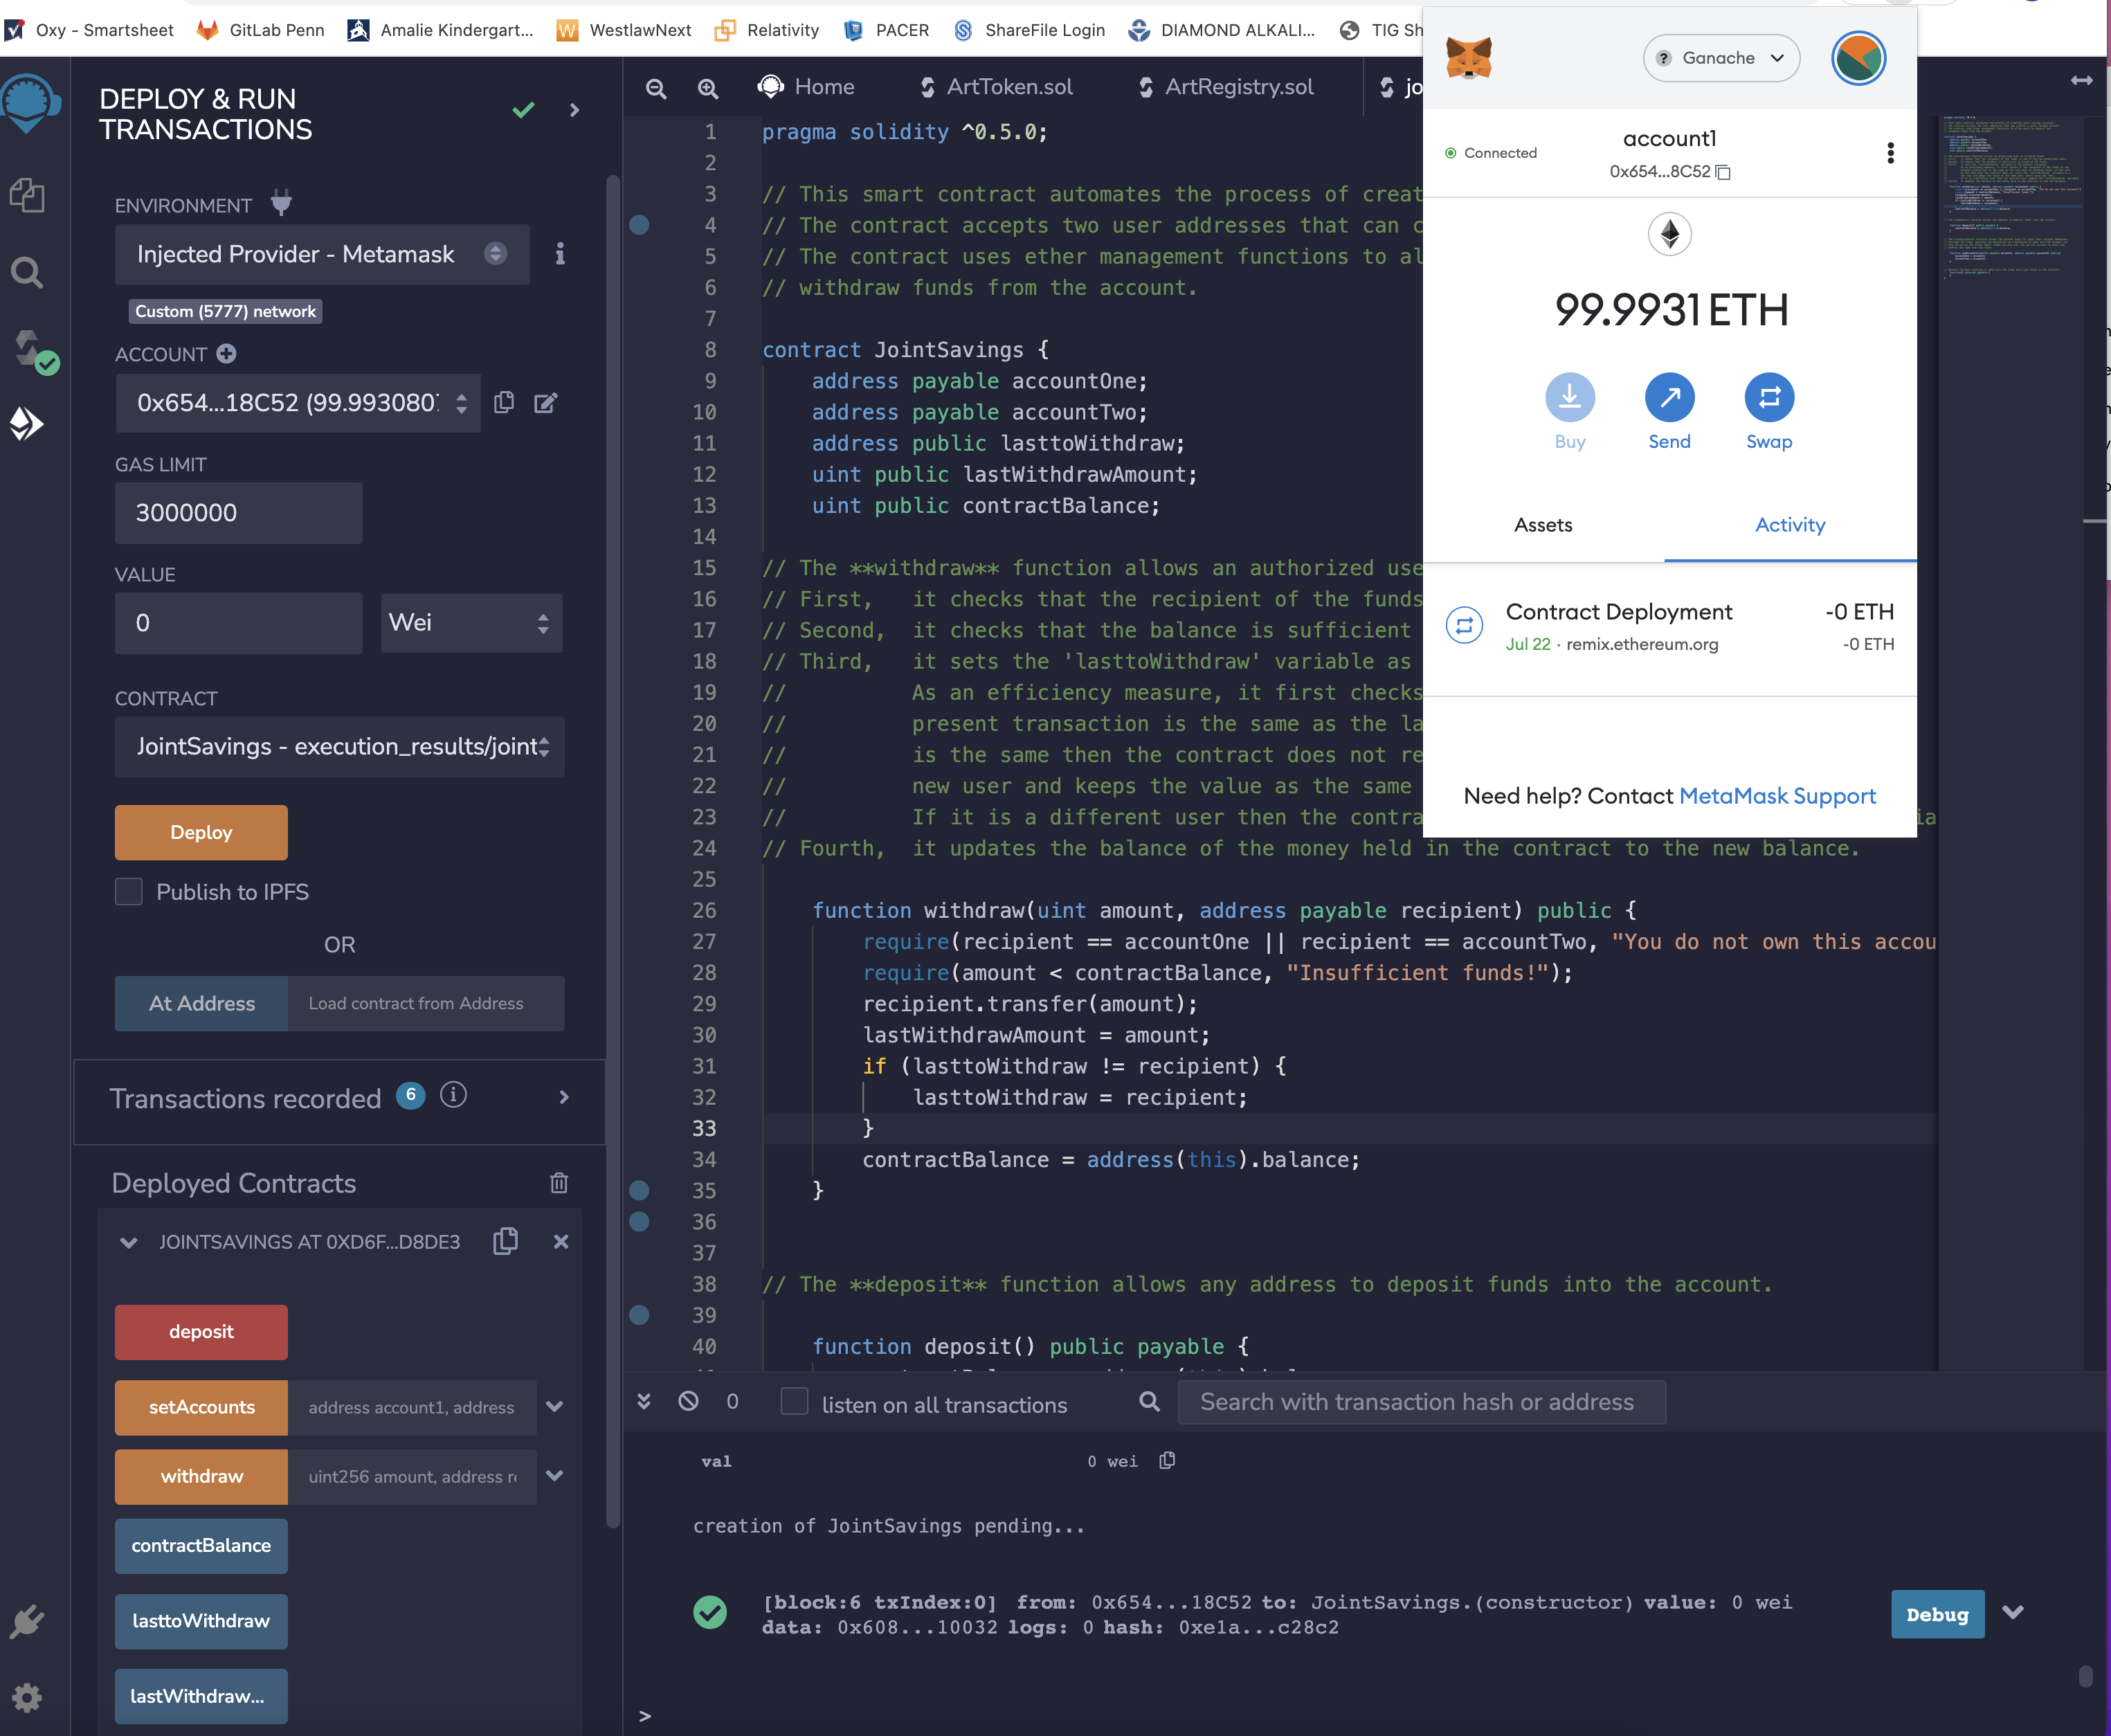 Oxy - Smartsheet
GitLab Penn
Amalie Kindergart...
WestlawNext
Relativity
PACER
ShareFile Login
DIAMOND ALKALI...
TIG Sh
DEPLOY & RUN
TRANSACTIONS
ENVIRONMENT
Injected Provider - Metamask
Custom (5777) network
ACCOUNT
0x654...18C52 (99.9930807
GAS LIMIT
3000000
VALUE
0
Wei
CONTRACT
JointSavings - execution_results/joint
Deploy
Publish to IPFS
OR
At Address
Load contract from Address
Transactions recorded 6
Deployed Contracts
JOINTSAVINGS AT 0XD6F...D8DE3
deposit
setAccounts
address account1, address
withdraw
uint256 amount, address re
contractBalance
lasttoWithdraw
lastWithdraw...
Home
ArtToken.sol
ArtRegistry.sol
jo
1 pragma solidity ^0.5.0;
2
3 // This smart contract automates the process of creat
4 // The contract accepts two user addresses that can c
5 // The contract uses ether management functions to al
6 // withdraw funds from the account.
7
8 contract JointSavings {
9 address payable accountOne;
10 address payable accountTwo;
11 address public lasttoWithdraw;
12 uint public lastWithdrawAmount;
13 uint public contractBalance;
14
15 // The **withdraw** function allows an authorized use
16 // First, it checks that the recipient of the funds
17 // Second, it checks that the balance is sufficient
18 // Third, it sets the 'lasttoWithdraw' variable as
19 // As an efficiency measure, it first checks
20 // present transaction is the same as the la
21 // is the same then the contract does not re
22 // new user and keeps the value as the same
23 // If it is a different user then the contra ia
24 // Fourth, it updates the balance of the money held in the contract to the new balance.
25
26 function withdraw(uint amount, address payable recipient) public {
27 require(recipient == accountOne || recipient == accountTwo, "You do not own this accou
28 require(amount < contractBalance, "Insufficient funds!");
29 recipient.transfer(amount);
30 lastWithdrawAmount = amount;
31 if (lasttoWithdraw != recipient) {
32 lasttoWithdraw = recipient;
33 }
34 contractBalance = address(this).balance;
35 }
36
37
38 // The **deposit** function allows any address to deposit funds into the account.
39
40 function deposit() public payable {
Ganache
Connected
account1
0x654...8C52
99.9931 ETH
Buy
Send
Swap
Assets
Activity
Contract Deployment
-0 ETH
Jul 22 · remix.ethereum.org
-0 ETH
Need help? Contact MetaMask Support
0
listen on all transactions
Search with transaction hash or address
val
0 wei
creation of JointSavings pending...
[block:6 txIndex:0] from: 0x654...18C52 to: JointSavings.(constructor) value: 0 wei
data: 0x608...10032 logs: 0 hash: 0xe1a...c28c2
Debug
>